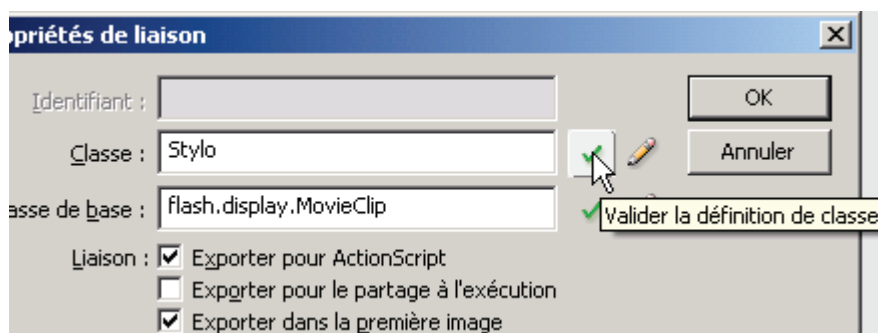 opriétés de liaison
Identifiant :
OK
Classe : Stylo
Annuler
asse de base : flash.display.MovieClip
Valider la définition de classe
Liaison : Exporter pour ActionScript
Exporter pour le partage à l'exécution
Exporter dans la première image